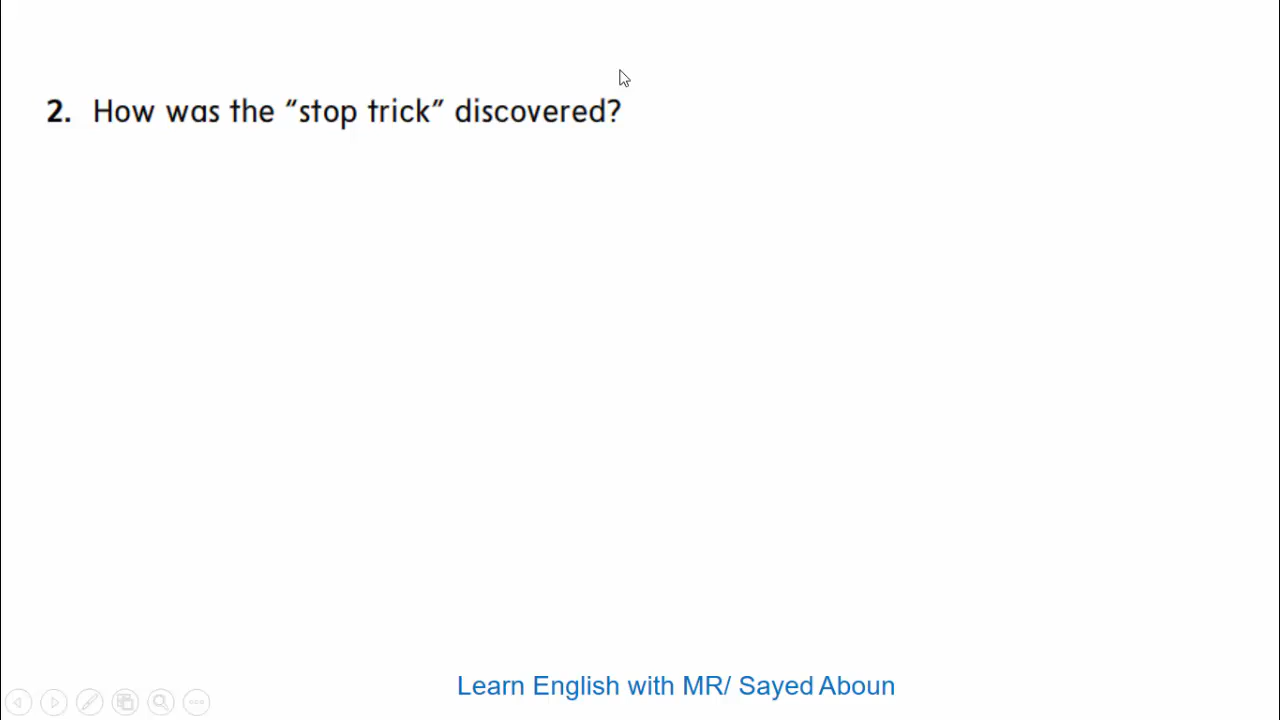 2. How was the “stop trick” discovered?
Learn English with MR/ Sayed Aboun